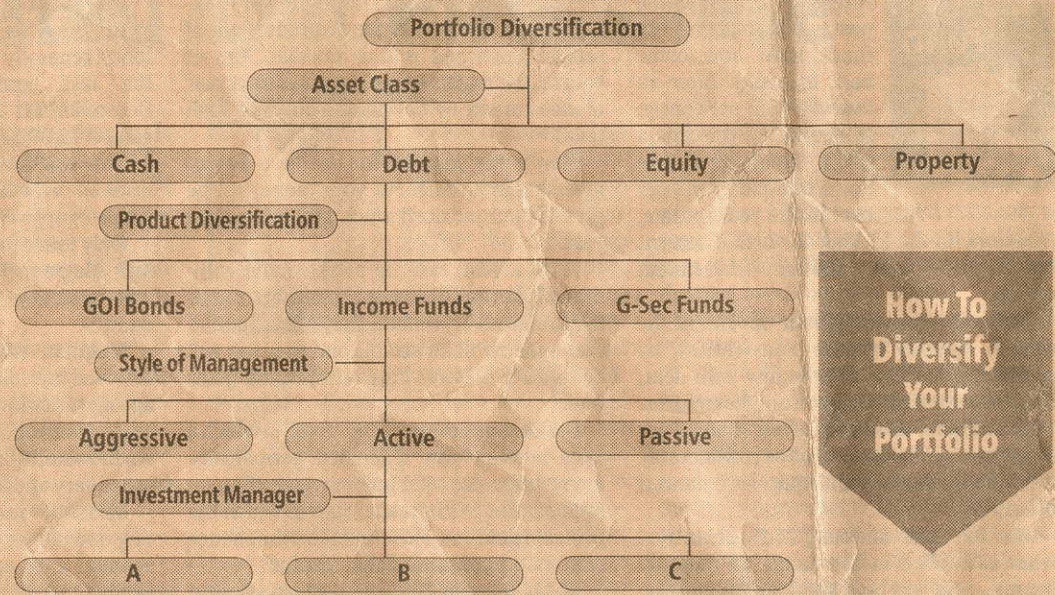 Portfolio Diversification
Asset Class
Cash
Debt
Equity
Property
Product Diversification
GOI Bonds
Income Funds
G-Sec Funds
Style of Management
Aggressive
Active
Passive
Investment Manager
A
B
C
How To
Diversify
Your
Portfolio